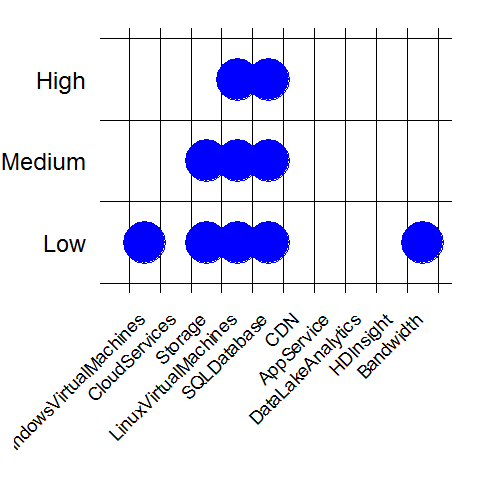 High
Medium
Low
ndowsVirtualMachines
CloudServices
Storage
LinuxVirtualMachines
SQLDatabase
CDN
AppService
DataLakeAnalytics
HDInsight
Bandwidth